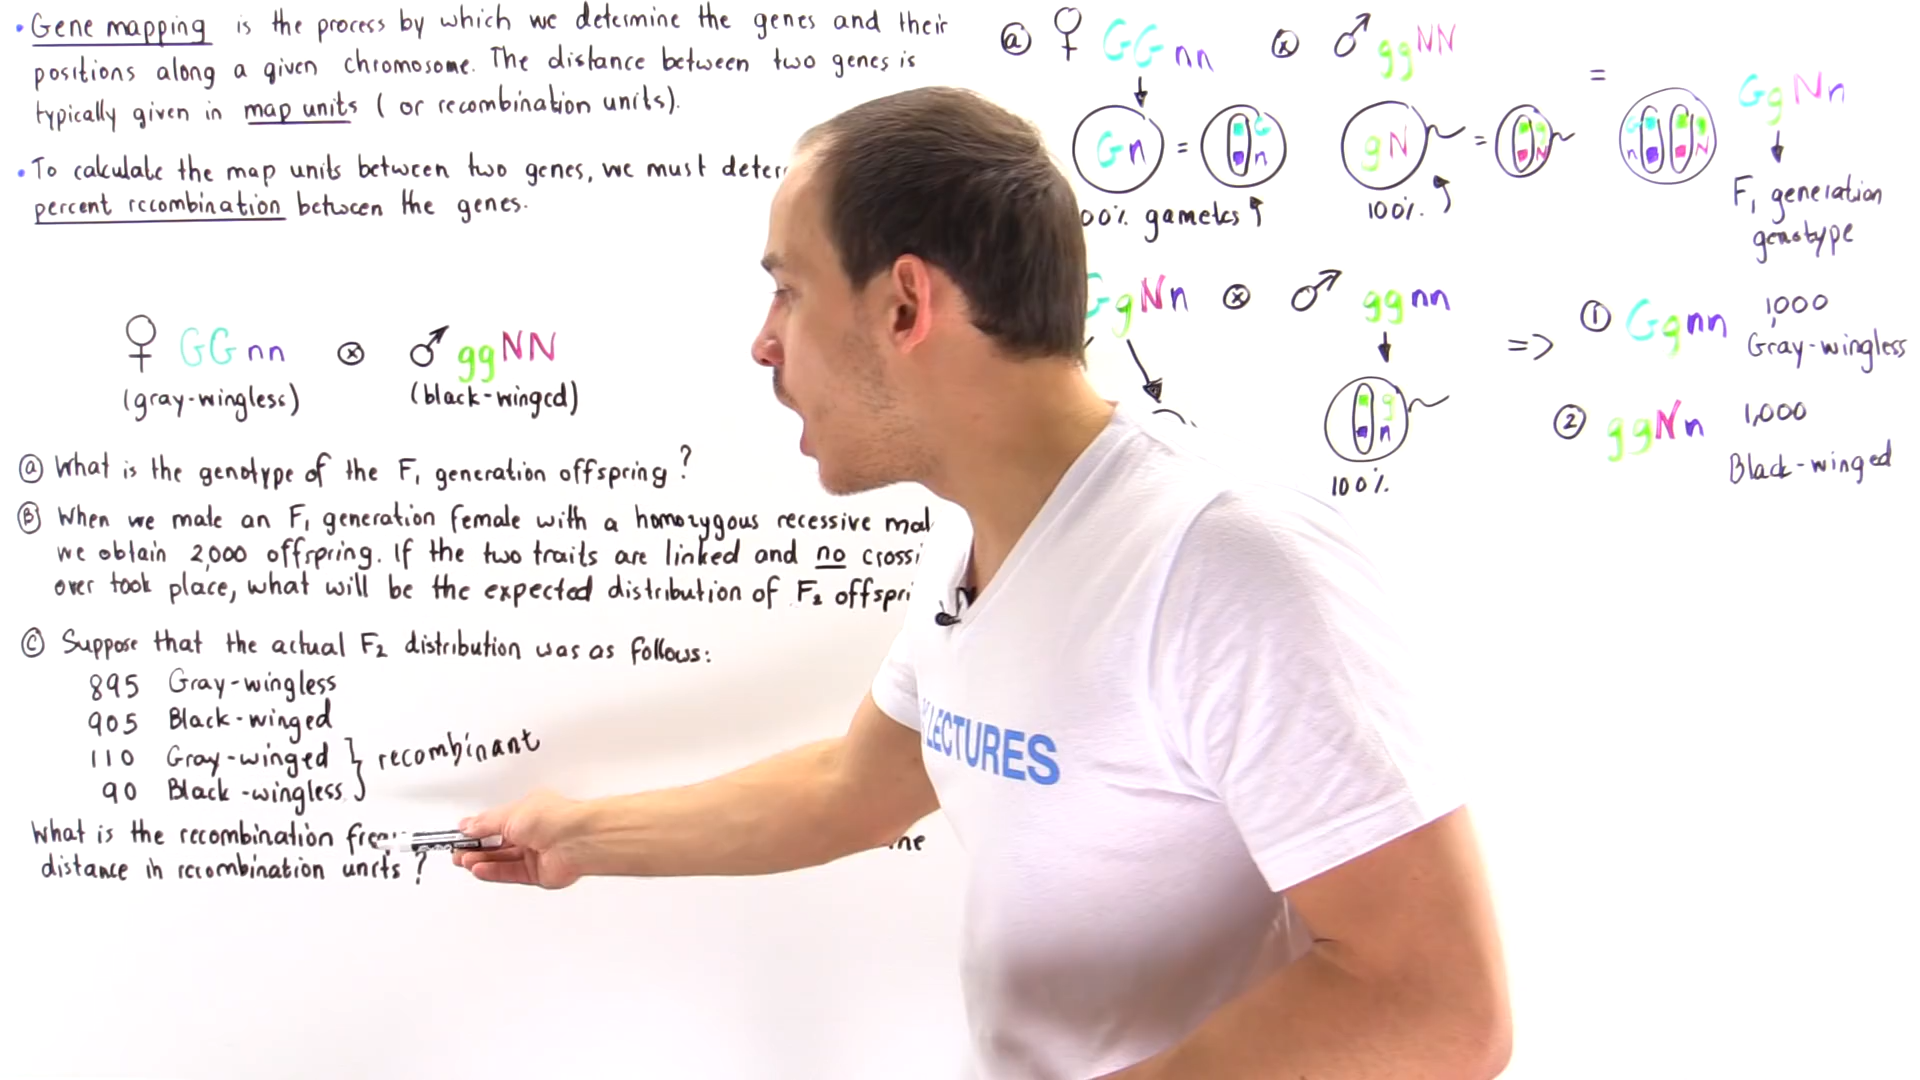 • Gene mapping is the process by which we determine the genes and their
positions along a given chromosome. The distance between two genes is
typically given in map units ( or recombination units).
• To calculate the map units between two genes, we must deter
percent recombination between the genes.
♀ GGnn ⊗ ♂ ggNN
(gray-wingless) (black-winged)
ⓐ What is the genotype of the F₁ generation offspring?
Ⓑ When we mate an F₁ generation female with a homozygous recessive mal
we obtain 2,000 offspring. If the two traits are linked and no crossi
over took place, what will be the expected distribution of F₂ offspri
Ⓒ Suppose that the actual F₂ distribution was as follows:
895 Gray-wingless
905 Black-winged
110 Gray-winged } recombinant
90 Black-wingless
What is the recombination fre
distance in recombination units?
ⓐ ♀ GGnn ⊗ ♂ ggNN = GgNn
Gn = G n gN = g N G n g N
00% gametes 100%. F₁ generation
genotype
GgNn ⊗ ♂ ggnn => ① Ggnn 1,000
Gray-wingless
g n
100%
② ggNn 1,000
Black-winged
LECTURES